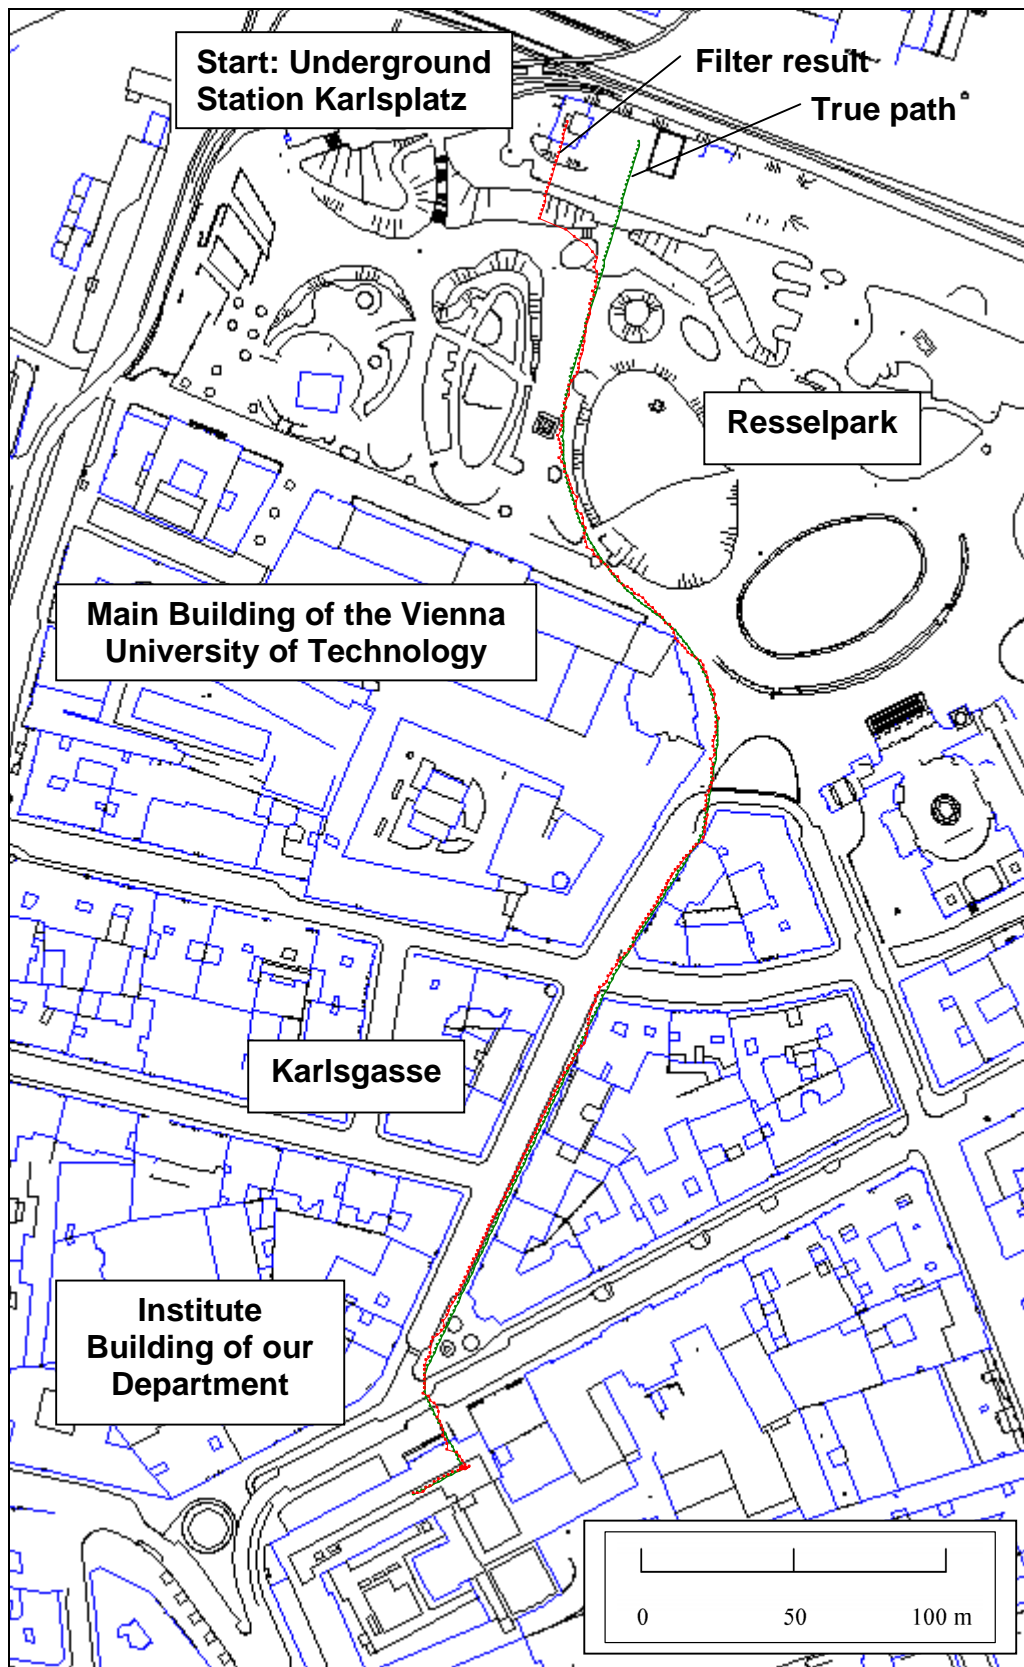 Start: Underground
Station Karlsplatz
Filter result
True path
Resselpark
Main Building of the Vienna
University of Technology
Karlsgasse
Institute
Building of our
Department
0 50 100 m